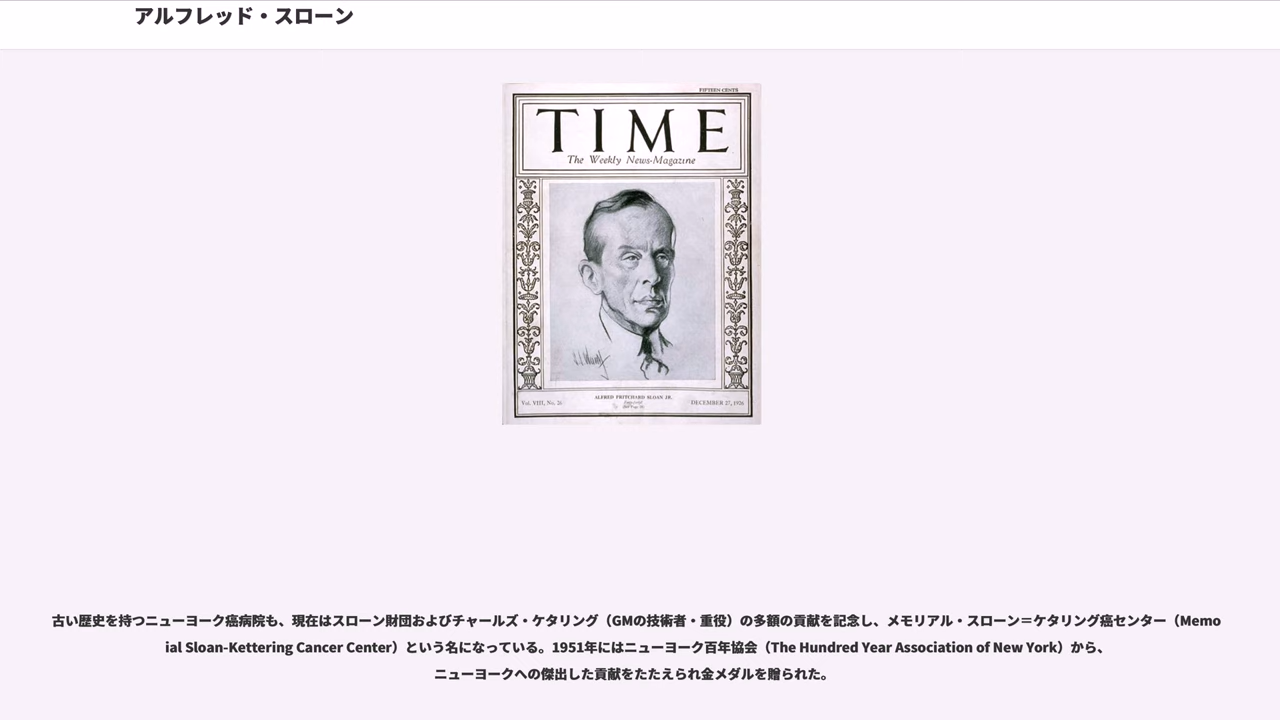 アルフレッド・スローン
FIFTEEN CENTS
TIME
The Weekly News-Magazine
Vol. VIII, No. 26
ALFRED PRITCHARD SLOAN JR.
DECEMBER 27, 1926
古い歴史を持つニューヨーク癌病院も、現在はスローン財団およびチャールズ・ケタリング（GMの技術者・重役）の多額の貢献を記念し、メモリアル・スローン＝ケタリング癌センター（Memo
ial Sloan-Kettering Cancer Center）という名になっている。1951年にはニューヨーク百年協会（The Hundred Year Association of New York）から、
ニューヨークへの傑出した貢献をたたえられ金メダルを贈られた。